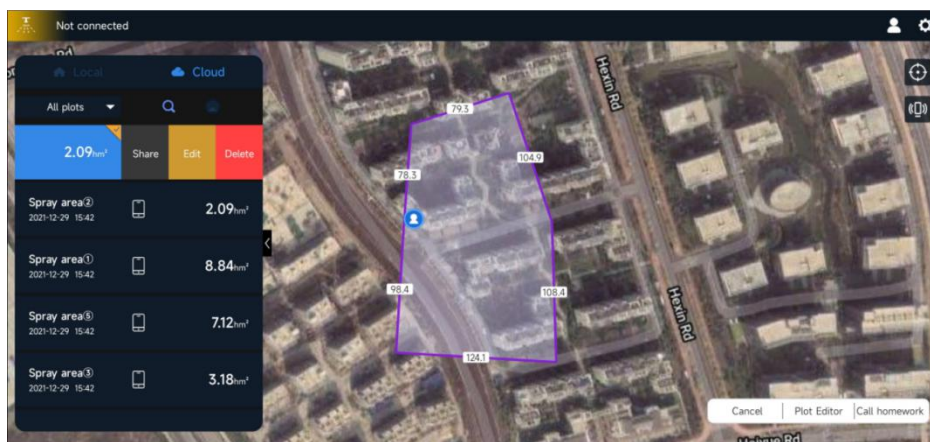 Not connected
Local
Cloud
All plots
2.09hm²
Share
Edit
Delete
Spray area②
2021-12-29 15:42
2.09hm²
Spray area①
2021-12-29 15:42
8.84hm²
Spray area⑤
2021-12-29 15:42
7.12hm²
Spray area③
2021-12-29 15:42
3.18hm²
79.3
104.9
78.3
98.4
108.4
124.1
Hexin Rd
Hexin Rd
Cancel
Plot Editor
Call homework